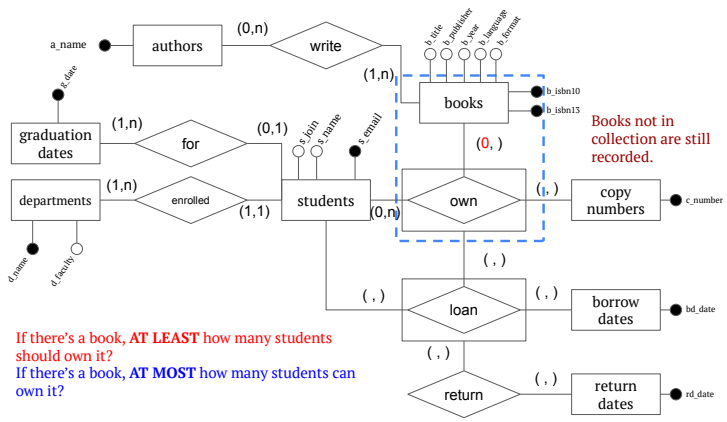 b_title
b_publisher
b_year
b_language
b_format
a_name
authors
(0,n)
write
(1,n)
g_date
books
b_isbn10
b_isbn13
graduation
dates
(1,n)
for
(0,1)
s_join
s_name
s_email
Books not in
collection are still
recorded.
(0, )
departments
(1,n)
enrolled
(1,1)
students
(0,n)
own
( , )
copy
numbers
c_number
d_name
d_faculty
( , )
( , )
loan
( , )
borrow
dates
bd_date
If there's a book, AT LEAST how many students
should own it?
If there's a book, AT MOST how many students can
own it?
( , )
return
( , )
return
dates
rd_date